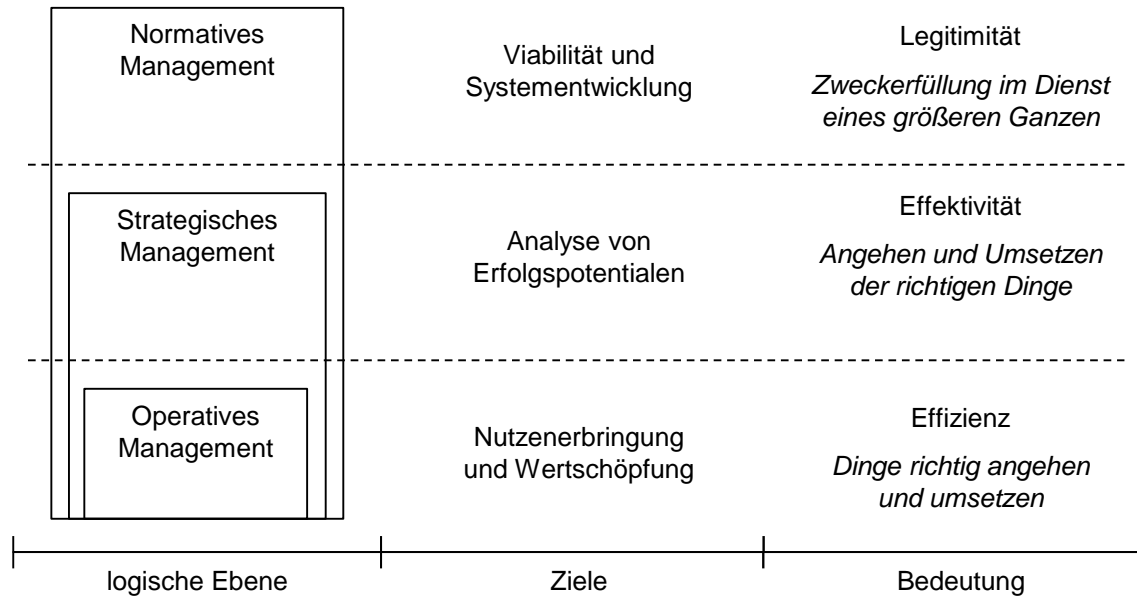 Normatives
Management
Viabilität und
Systementwicklung
Legitimität
Zweckerfüllung im Dienst
eines größeren Ganzen
Strategisches
Management
Analyse von
Erfolgspotentialen
Effektivität
Angehen und Umsetzen
der richtigen Dinge
Operatives
Management
Nutzenerbringung
und Wertschöpfung
Effizienz
Dinge richtig angehen
und umsetzen
logische Ebene
Ziele
Bedeutung